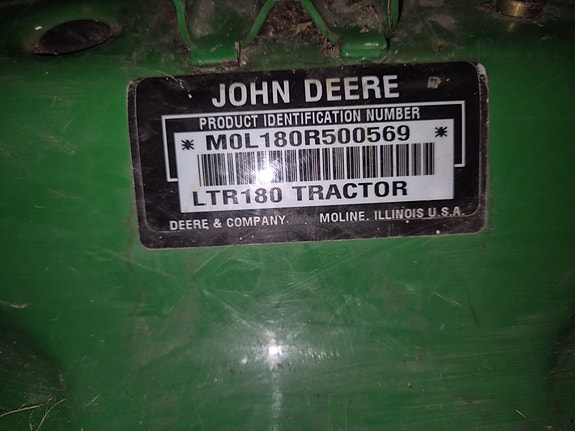 JOHN DEERE
PRODUCT IDENTIFICATION NUMBER
* M0L180R500569 *
LTR180 TRACTOR
DEERE & COMPANY MOLINE, ILLINOIS U.S.A.